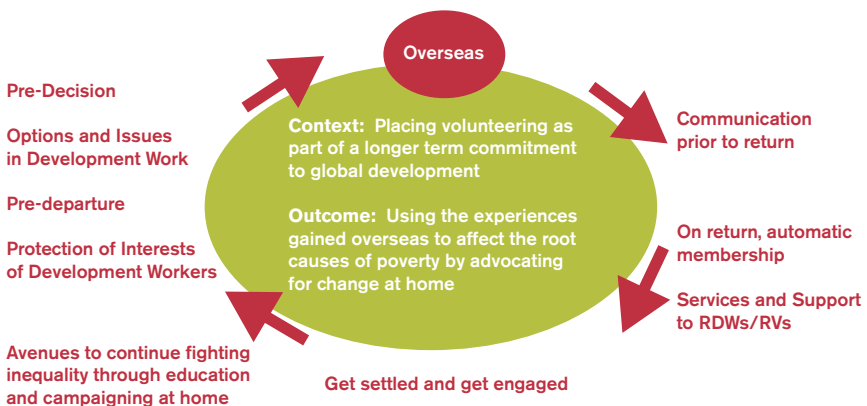 Overseas
Pre-Decision
Options and Issues
in Development Work
Pre-departure
Protection of Interests
of Development Workers
Context: Placing volunteering as
part of a longer term commitment
to global development
Outcome: Using the experiences
gained overseas to affect the root
causes of poverty by advocating
for change at home
Communication
prior to return
On return, automatic
membership
Services and Support
to RDWs/RVs
Avenues to continue fighting
inequality through education
and campaigning at home
Get settled and get engaged